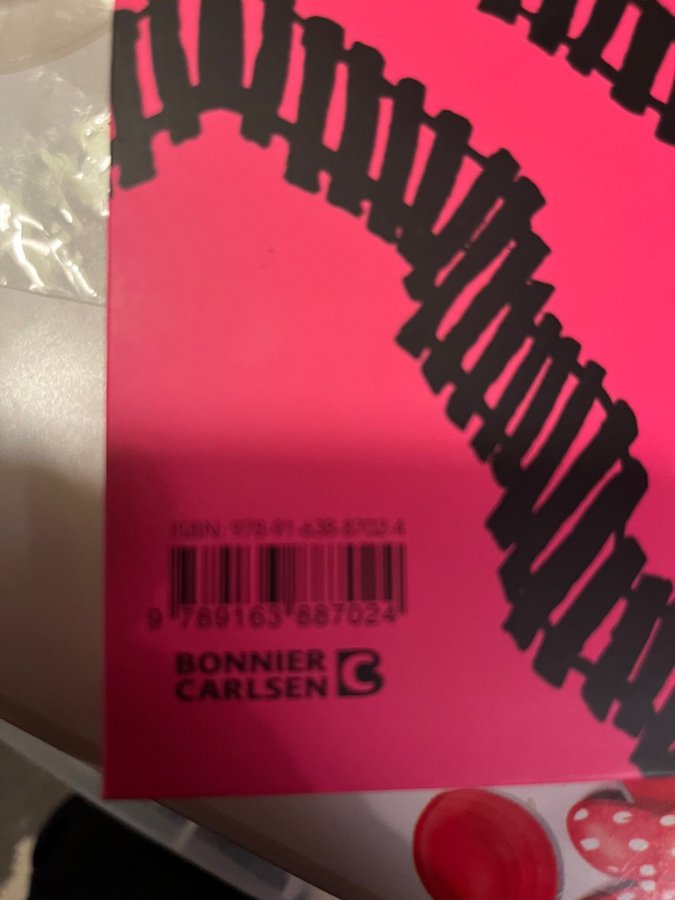 ISBN 978-91-638-8702-4
9 789163 887024
BONNIER
CARLSEN